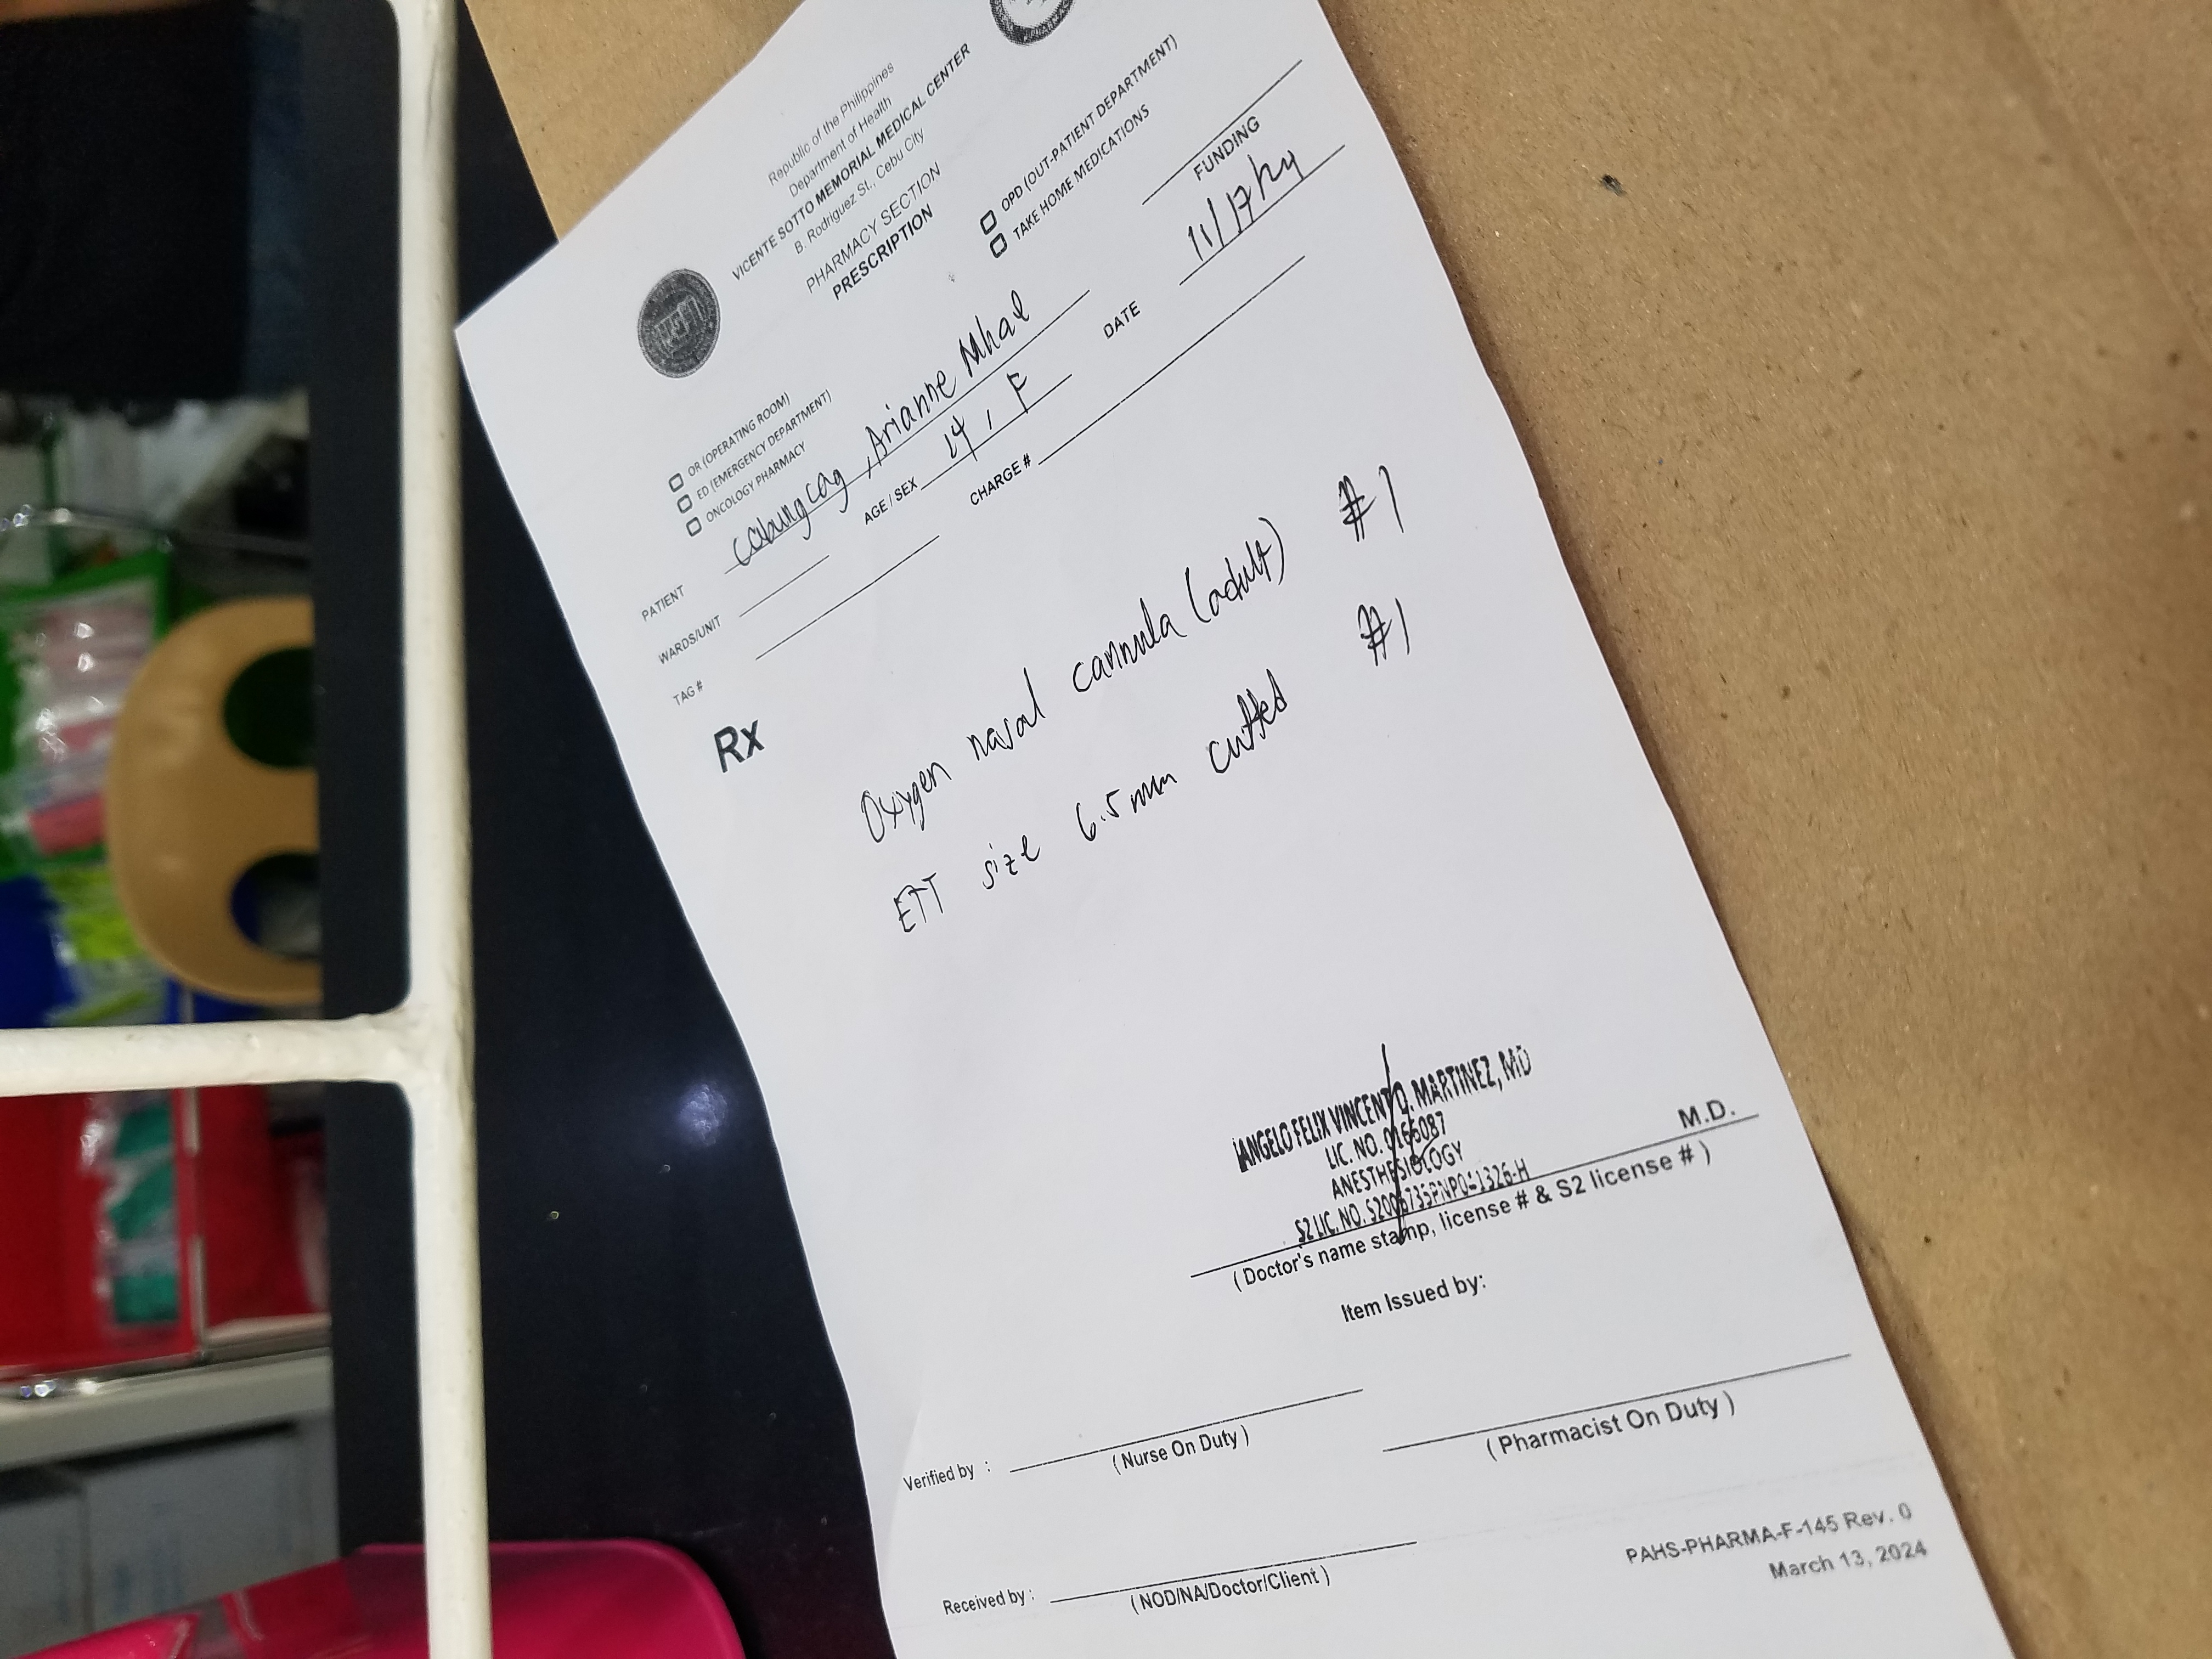 Republic of the Philippines
Department of Health
VICENTE SOTTO MEMORIAL MEDICAL CENTER
B. Rodriguez St., Cebu City
PHARMACY SECTION
PRESCRIPTION
OR (OPERATING ROOM)
ED (EMERGENCY DEPARTMENT)
ONCOLOGY PHARMACY
OPD (OUT-PATIENT DEPARTMENT)
TAKE HOME MEDICATIONS
FUNDING
PATIENT Cabungcag, Arianne Mhae DATE 11/17/24
WARDS/UNIT AGE / SEX 14, F
TAG # CHARGE #
Rx
Oxygen nasal cannula (adult) #1
ETT size 6.5 mm cuffed #1
ANGELO FELIX VINCENT D. MARTINEZ, MD
LIC. NO.
ANESTHESIOLOGY
S2 LIC. NO.
M.D.
( Doctor's name stamp, license # & S2 license # )
Item Issued by:
Verified by :
( Nurse On Duty )
( Pharmacist On Duty )
Received by :
( NOD/NA/Doctor/Client )
PAHS-PHARMA-F-145 Rev. 0
March 13, 2024